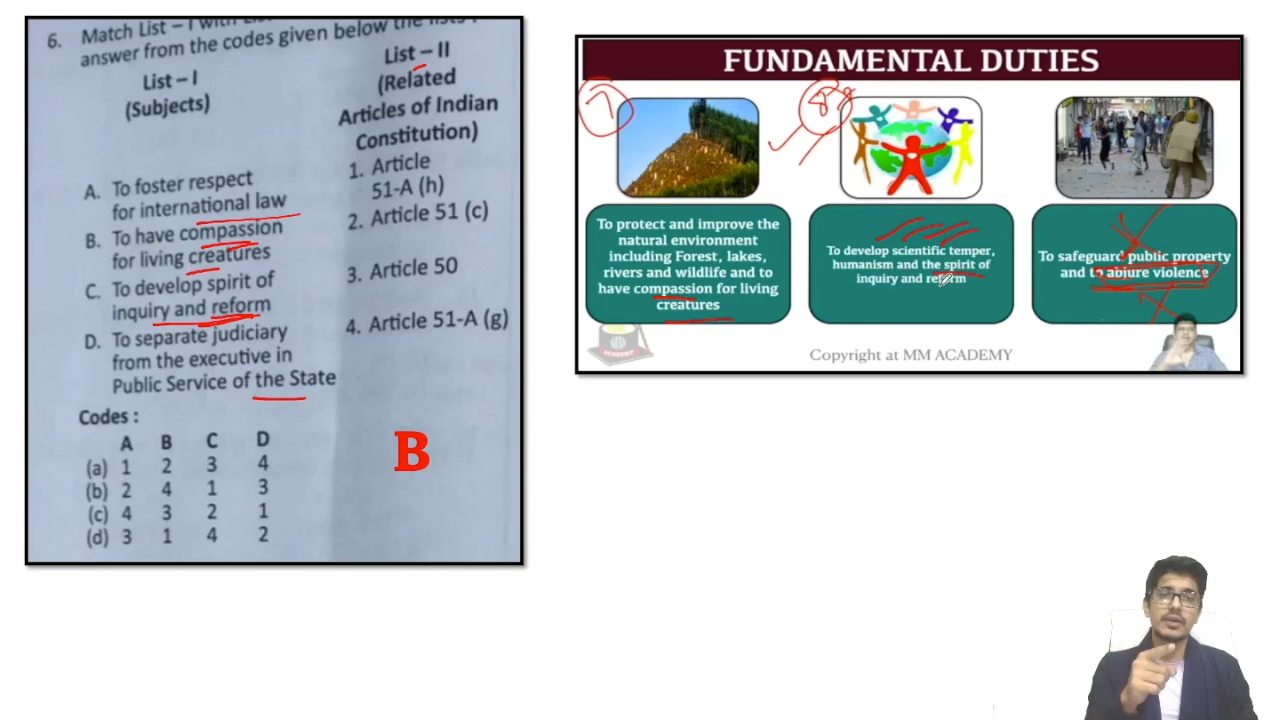 6. Match List – I with
answer from the codes given below the lists :
List – I
(Subjects)
List – II
(Related
Articles of Indian
Constitution)
A. To foster respect
for international law
B. To have compassion
for living creatures
C. To develop spirit of
inquiry and reform
D. To separate judiciary
from the executive in
Public Service of the State
1. Article
51-A (h)
2. Article 51 (c)
3. Article 50
4. Article 51-A (g)
Codes :
A B C D
(a) 1 2 3 4
(b) 2 4 1 3
(c) 4 3 2 1
(d) 3 1 4 2
B
FUNDAMENTAL DUTIES
7
To protect and improve the
natural environment
including Forest, lakes,
rivers and wildlife and to
have compassion for living
creatures
To develop scientific temper,
humanism and the spirit of
inquiry and reform
To safeguard public property
and to abjure violence
ACADEMY
Copyright at MM ACADEMY